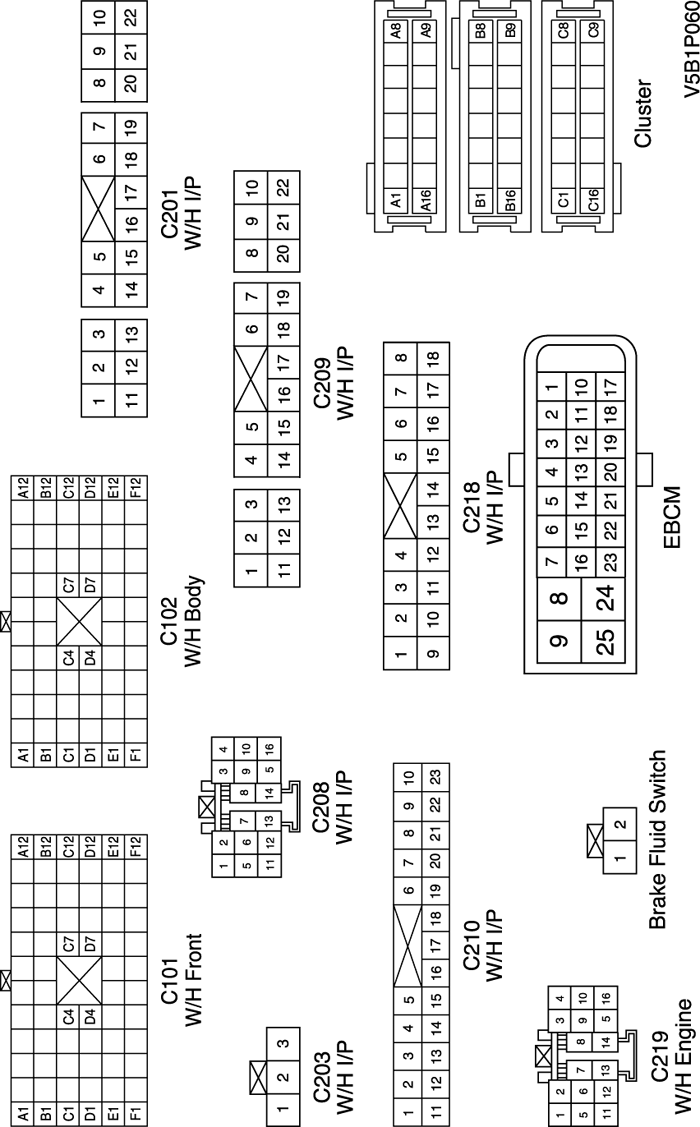 A1 A12
B1 B12
C1 C4 C7 C12
D1 D4 D7 D12
E1 E12
F1 F12
C101
W/H Front
A1 A12
B1 B12
C1 C4 C7 C12
D1 D4 D7 D12
E1 E12
F1 F12
C102
W/H Body
1 2 3 4 5 6 7 8 9 10
11 12 13 14 15 16 17 18 19 20 21 22
C201
W/H I/P
1 2 3
C203
W/H I/P
1 2 3 4
5 6 7 8 9 10
11 12 13 14 5 16
C208
W/H I/P
1 2 3 4 5 6 7 8 9 10
11 12 13 14 15 16 17 18 19 20 21 22
C209
W/H I/P
1 2 3 4 5 6 7 8 9 10
11 12 13 14 15 16 17 18 19 20 21 22 23
C210
W/H I/P
1 2 3 4 5 6 7 8
9 10 11 12 13 14 15 16 17 18
C218
W/H I/P
A1 A8
A16 A9
B1 B8
B16 B9
C1 C8
C16 C9
Cluster
1 2 3 4
5 6 7 8 9 10
11 12 13 14 5 16
C219
W/H Engine
1 2
Brake Fluid Switch
9 8 7 6 5 4 3 2 1
16 15 14 13 12 11 10
25 24 23 22 21 20 19 18 17
EBCM
V5B1P060